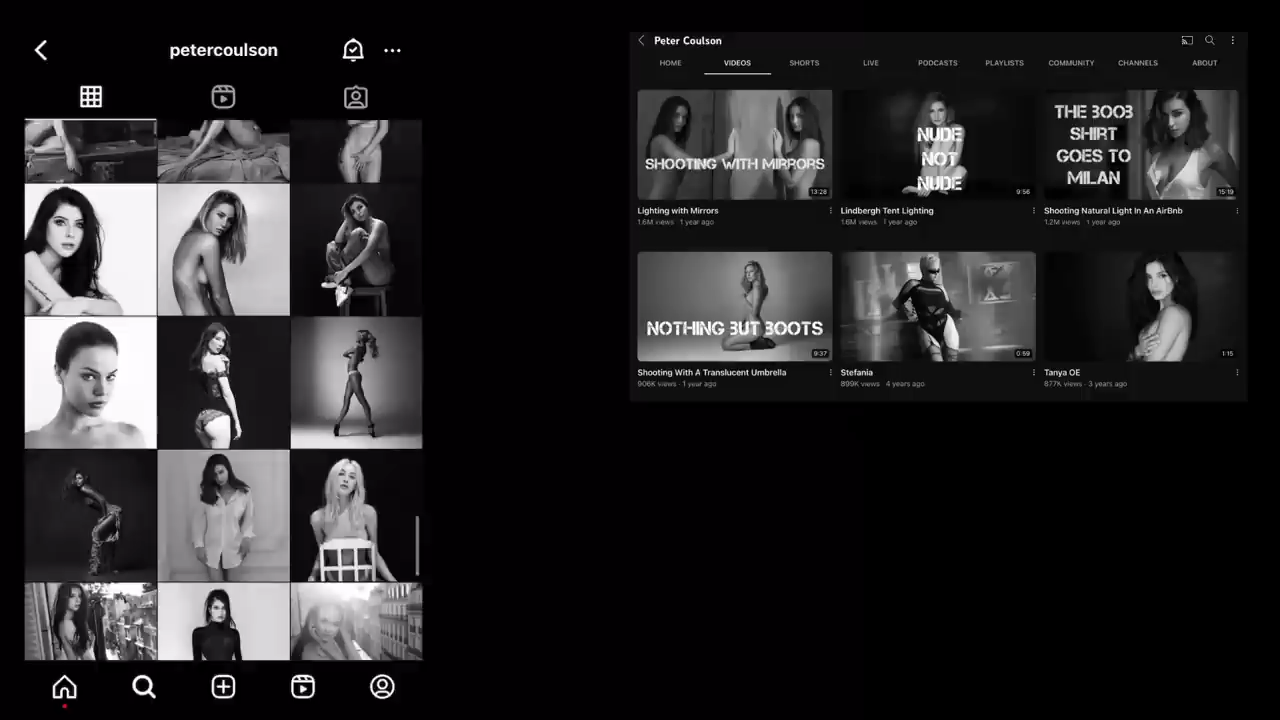 petercoulson
Peter Coulson
HOME VIDEOS SHORTS LIVE PODCASTS PLAYLISTS COMMUNITY CHANNELS ABOUT
SHOOTING WITH MIRRORS
13:28
NUDE
NOT
NUDE
9:56
THE BOOB
SHIRT
GOES TO
MILAN
15:19
Lighting with Mirrors
1.6M views · 1 year ago
Lindbergh Tent Lighting
1.6M views · 1 year ago
Shooting Natural Light In An AirBnb
1.2M views · 1 year ago
NOTHING BUT BOOTS
9:37
0:59
1:15
Shooting With A Translucent Umbrella
906K views · 1 year ago
Stefania
899K views · 4 years ago
Tanya OE
877K views · 3 years ago